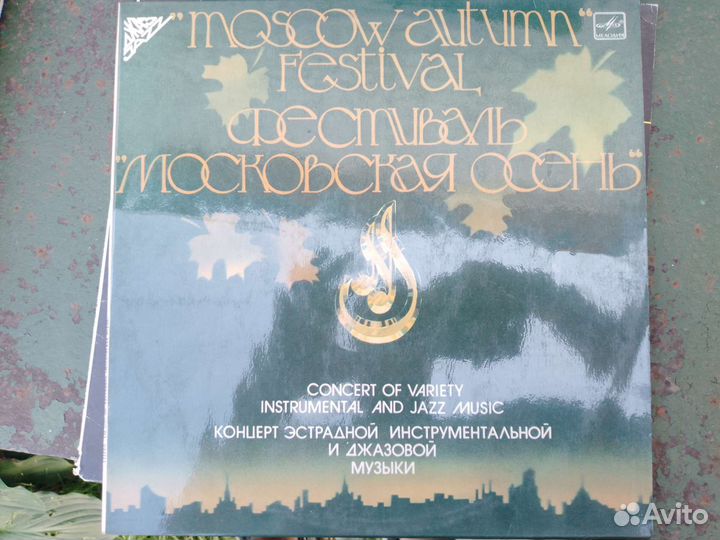 "MOSCOW AUTUMN"
FESTIVAL
ФЕСТИВАЛЬ
"МОСКОВСКАЯ ОСЕНЬ"
МЕЛОДИЯ
CONCERT OF VARIETY
INSTRUMENTAL AND JAZZ MUSIC
КОНЦЕРТ ЭСТРАДНОЙ ИНСТРУМЕНТАЛЬНОЙ
И ДЖАЗОВОЙ
МУЗЫКИ
Avito